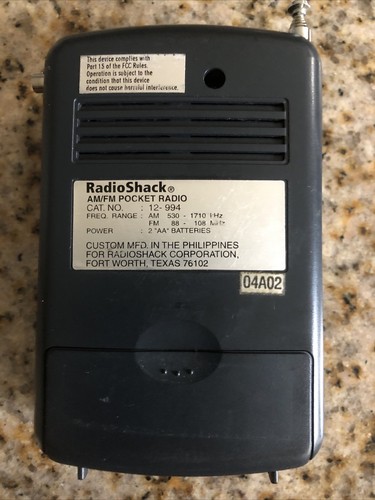 This device complies with
Part 15 of the FCC Rules.
Operation is subject to the
condition that this device
does not cause harmful interference.
RadioShack®
AM/FM POCKET RADIO
CAT. NO. : 12-994
FREQ. RANGE : AM 530 - 1710 kHz
FM 88 - 108 MHz
POWER : 2 "AA" BATTERIES
CUSTOM MFD. IN THE PHILIPPINES
FOR RADIOSHACK CORPORATION,
FORT WORTH, TEXAS 76102
04A02